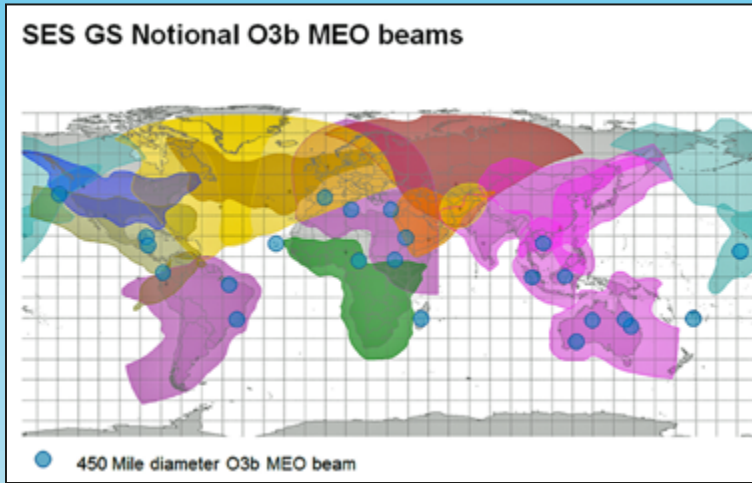 SES GS Notional O3b MEO beams
450 Mile diameter O3b MEO beam